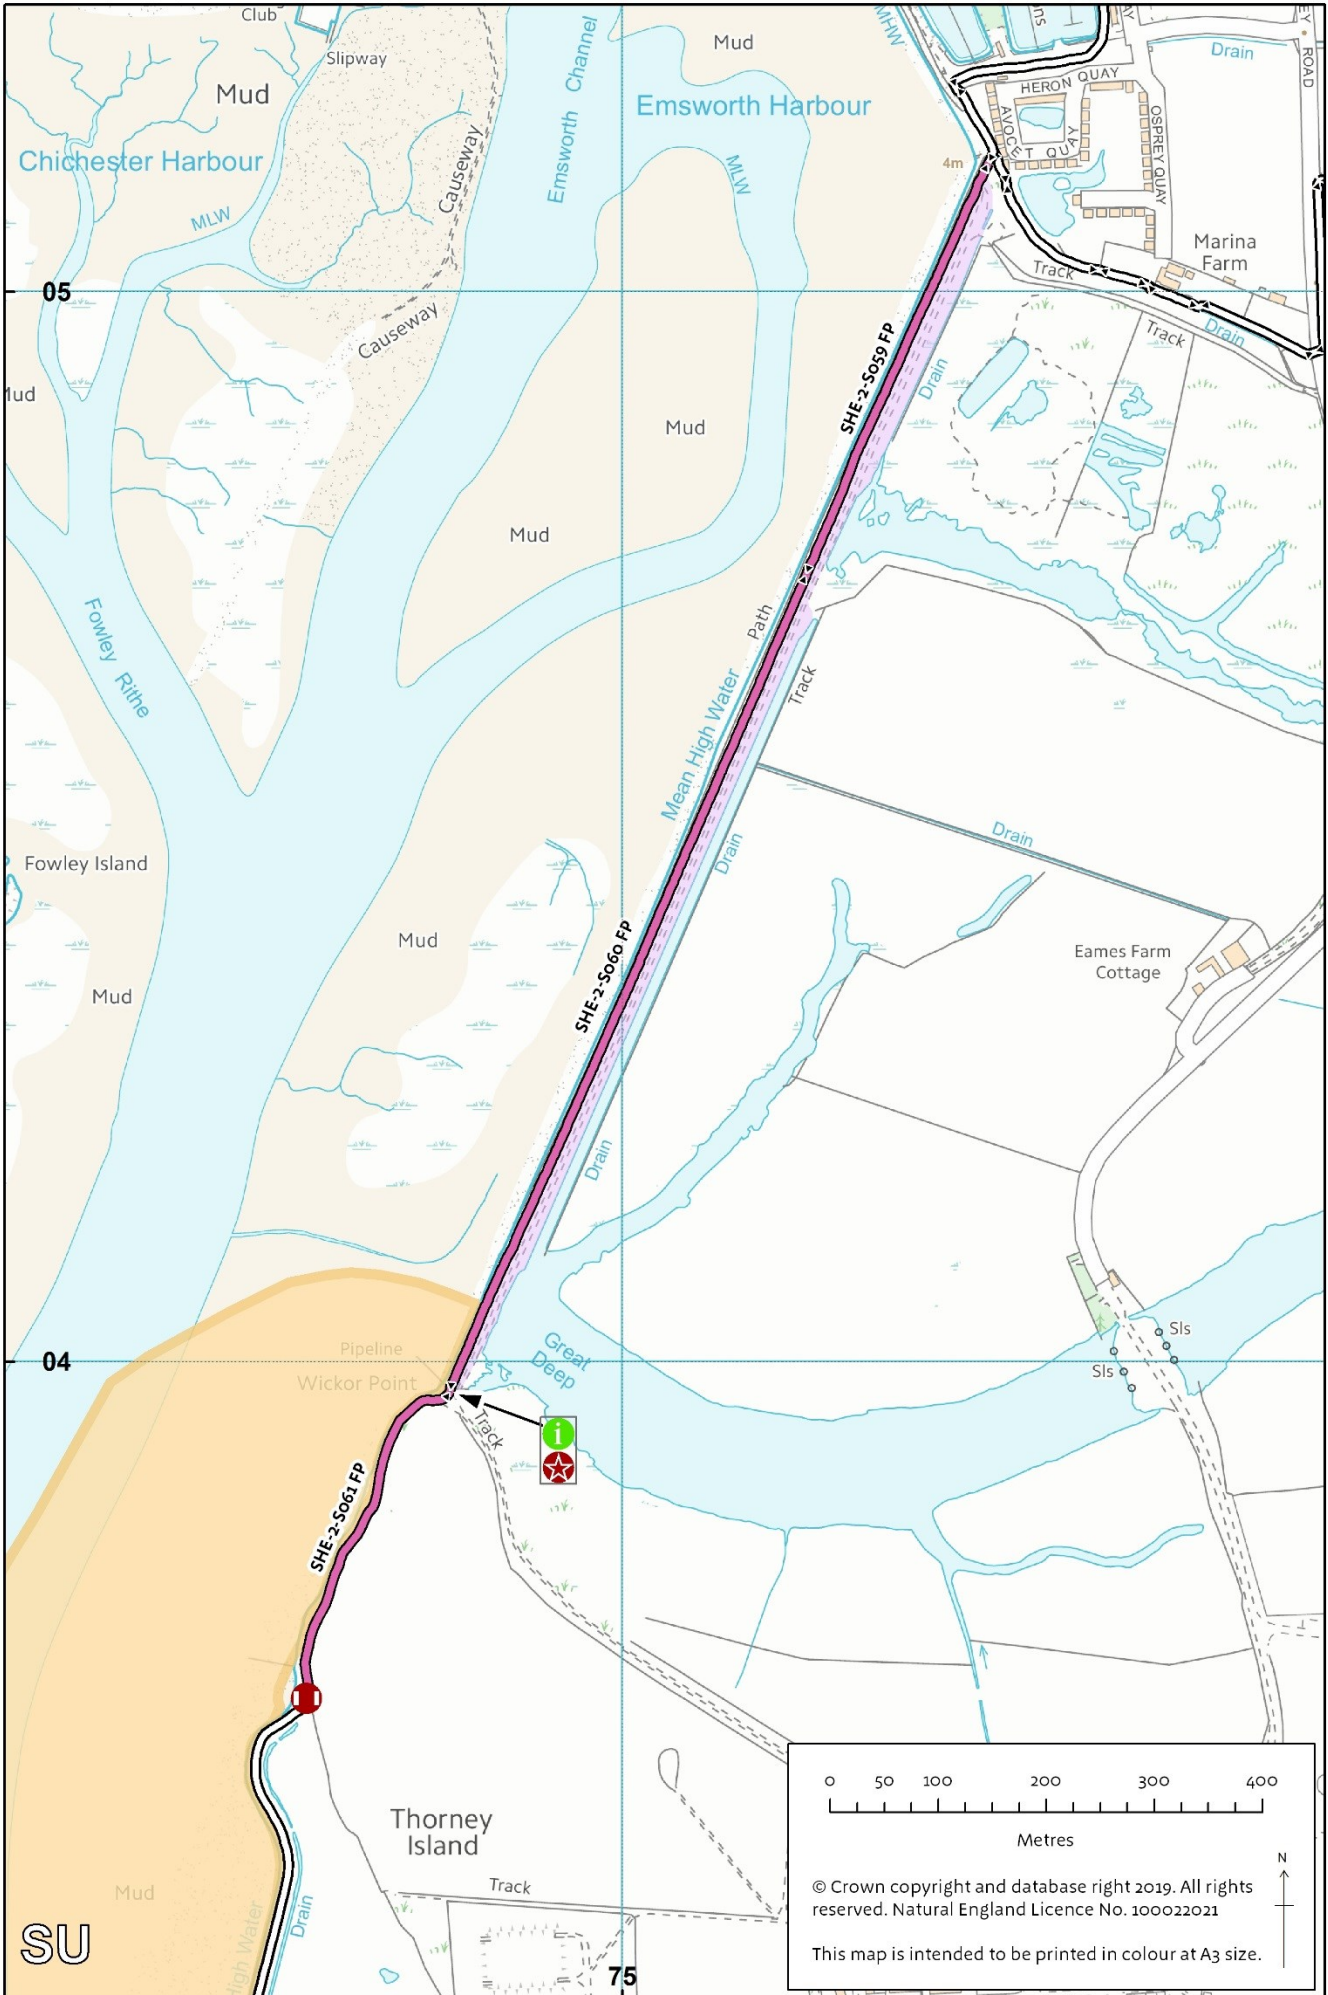 Club
Slipway
Mud
Emsworth Channel
Mud
Emsworth Harbour
Chichester Harbour
MLW
Causeway
MLW
MHW
Drain
ROAD
HERON QUAY
AVOCET QUAY
OSPREY QUAY
4m
Marina
Farm
Track
Drain
Track
05
Causeway
SHE-2-S059 FP
Drain
Mud
Mud
Fowley Rithe
Path
Mean High Water
Track
Drain
Drain
Fowley Island
Mud
Mud
SHE-2-S060 FP
Eames Farm
Cottage
Drain
Sls
Sls
04
Pipeline
Wickor Point
Great
Deep
Track
i
SHE-2-S061 FP
Thorney
Island
Track
Mud
High Water
Drain
SU
75
0 50 100 200 300 400
Metres
N
© Crown copyright and database right 2019. All rights
reserved. Natural England Licence No. 100022021
This map is intended to be printed in colour at A3 size.